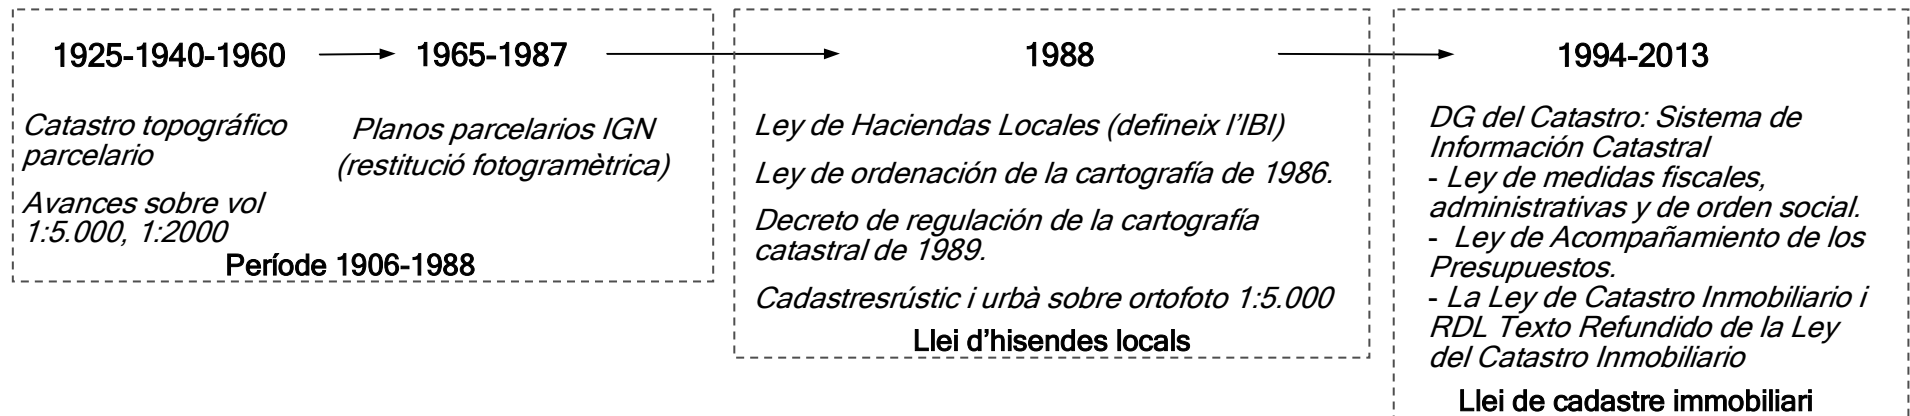 1925-1940-1960
1965-1987
Catastro topográfico
parcelario
Avances sobre vol
1:5.000, 1:2000
Planos parcelarios IGN
(restitució fotogramètrica)
Període 1906-1988
1988
Ley de Haciendas Locales (defineix l'IBI)
Ley de ordenación de la cartografía de 1986.
Decreto de regulación de la cartografía
catastral de 1989.
Cadastresrústic i urbà sobre ortofoto 1:5.000
Llei d'hisendes locals
1994-2013
DG del Catastro: Sistema de
Información Catastral
- Ley de medidas fiscales,
administrativas y de orden social.
- Ley de Acompañamiento de los
Presupuestos.
- La Ley de Catastro Inmobiliario i
RDL Texto Refundido de la Ley
del Catastro Inmobiliario
Llei de cadastre immobiliari